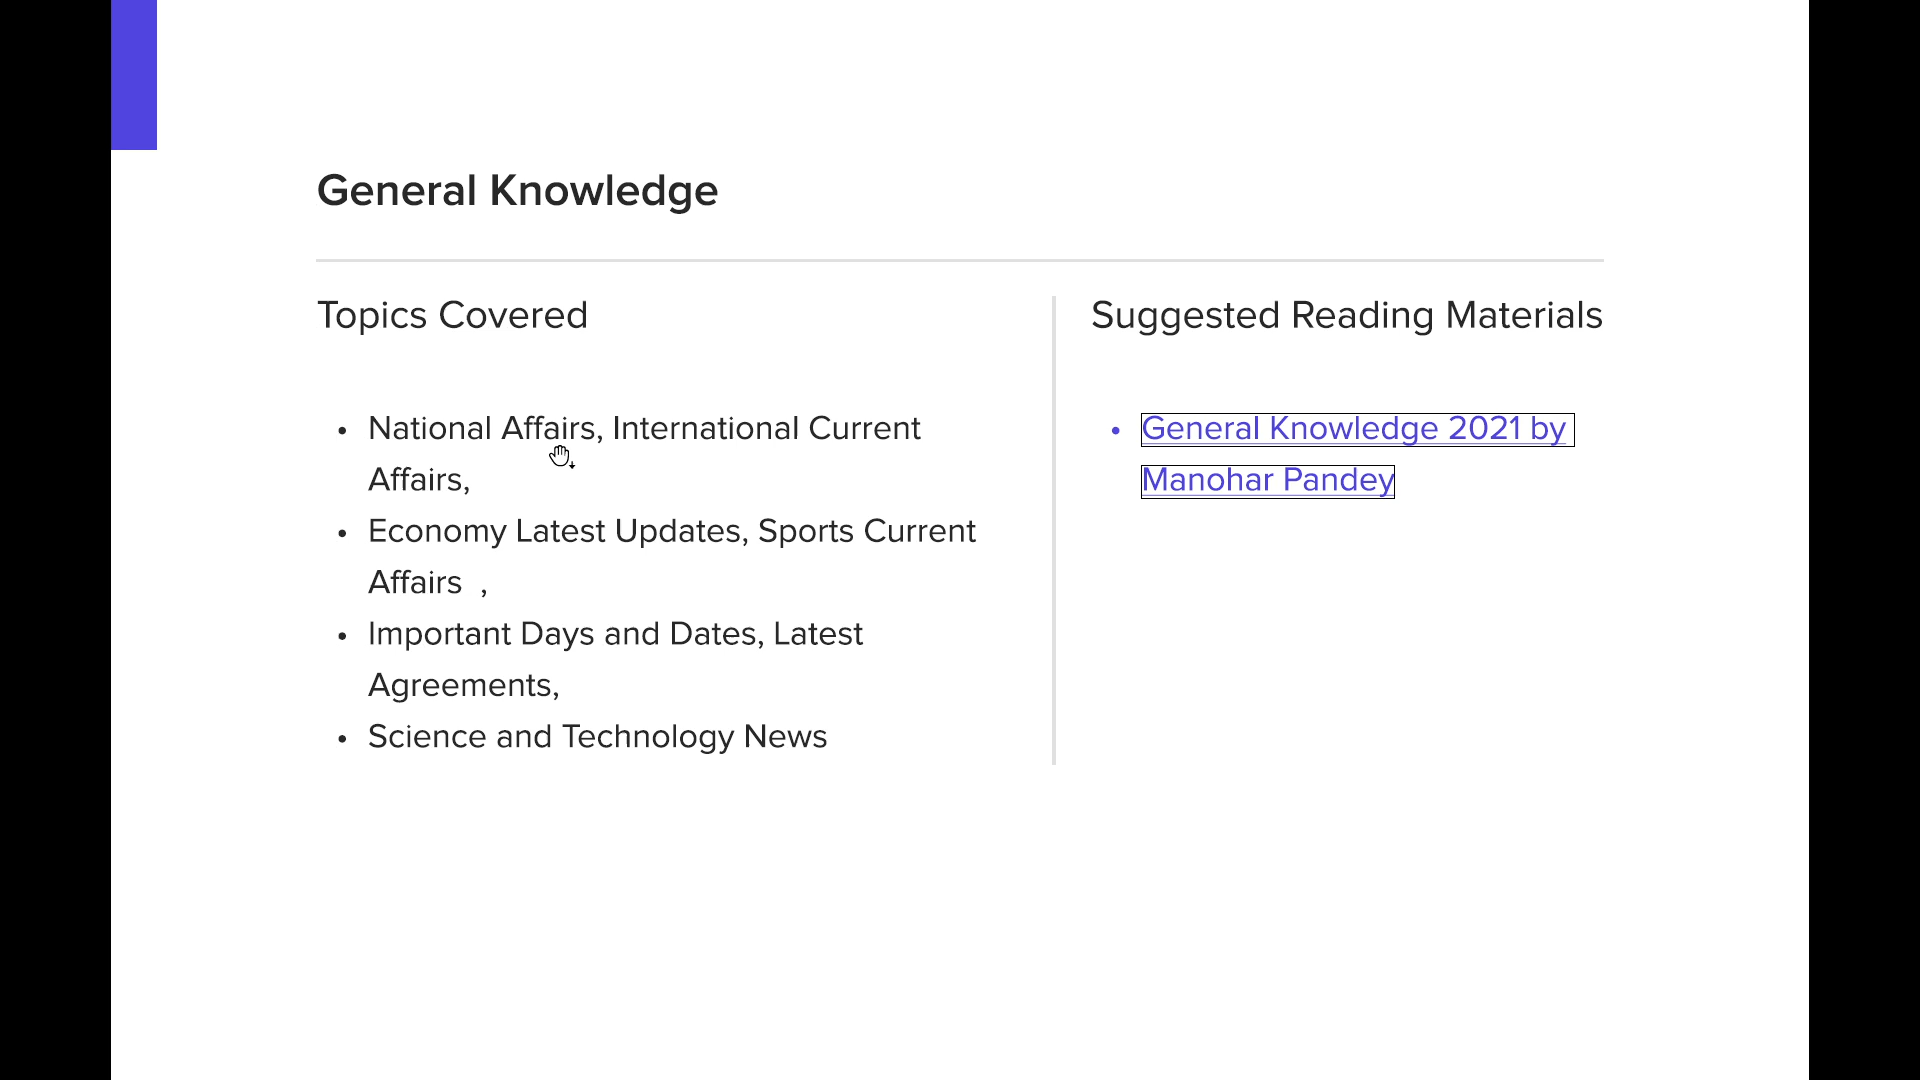 General Knowledge
Topics Covered
• National Affairs, International Current
Affairs,
• Economy Latest Updates, Sports Current
Affairs  ,
• Important Days and Dates, Latest
Agreements,
• Science and Technology News
Suggested Reading Materials
• General Knowledge 2021 by
Manohar Pandey